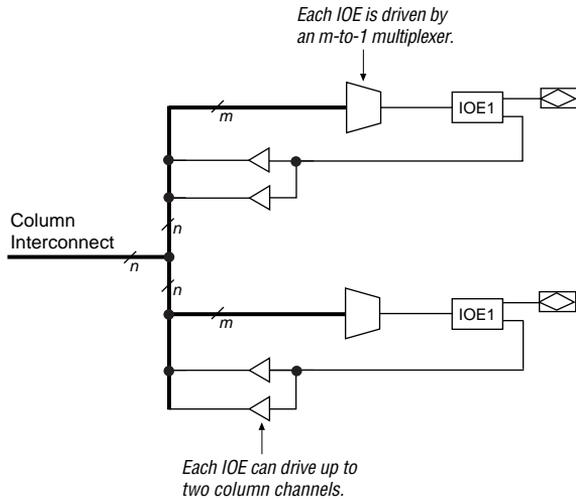 Each IOE is driven by
an m-to-1 multiplexer.
m
IOE1
n
Column
Interconnect
n
n
m
IOE1
Each IOE can drive up to
two column channels.